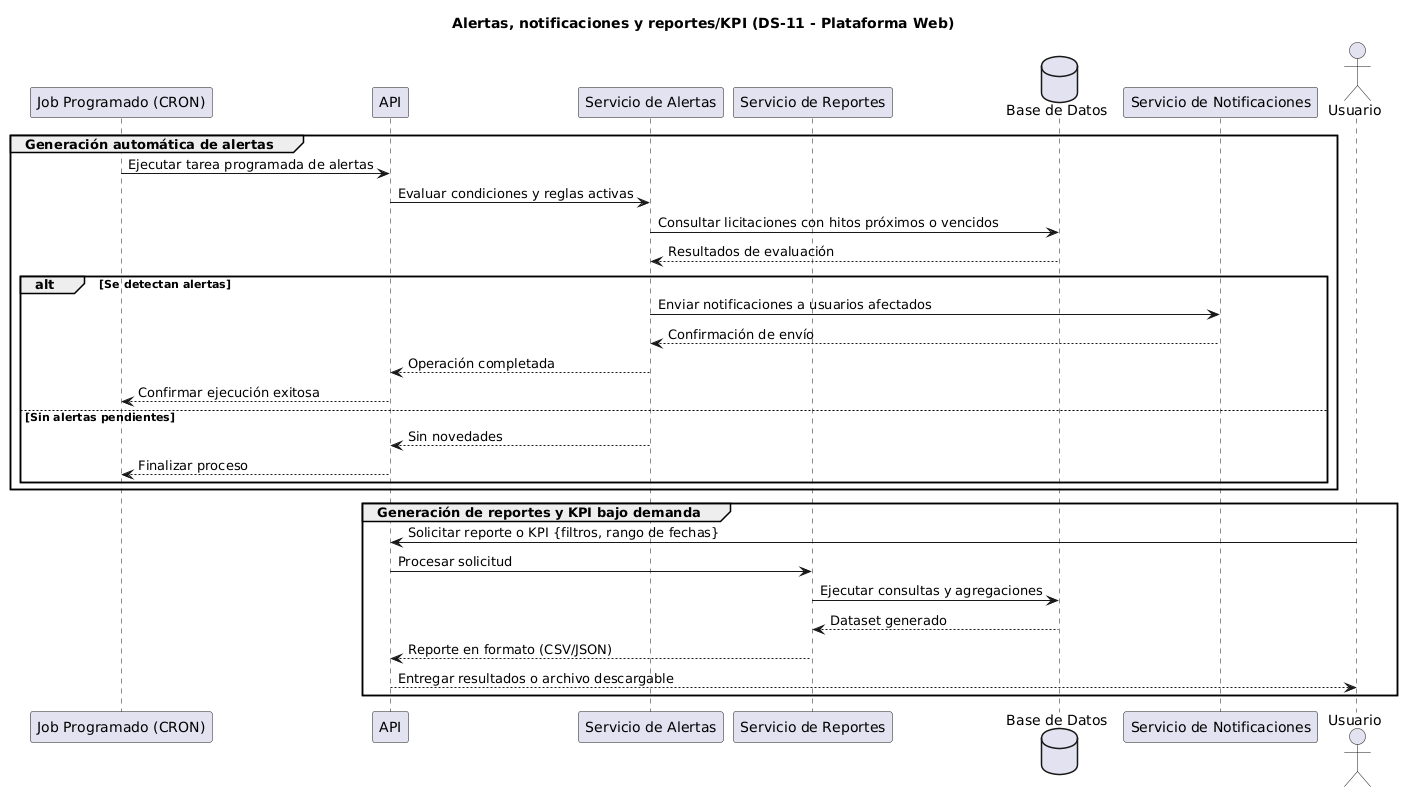 Alertas, notificaciones y reportes/KPI (DS-11 - Plataforma Web)
Job Programado (CRON)
API
Servicio de Alertas
Servicio de Reportes
Base de Datos
Servicio de Notificaciones
Usuario
Generación automática de alertas
Ejecutar tarea programada de alertas
Evaluar condiciones y reglas activas
Consultar licitaciones con hitos próximos o vencidos
Resultados de evaluación
alt [Se detectan alertas]
Enviar notificaciones a usuarios afectados
Confirmación de envío
Operación completada
Confirmar ejecución exitosa
[Sin alertas pendientes]
Sin novedades
Finalizar proceso
Generación de reportes y KPI bajo demanda
Solicitar reporte o KPI {filtros, rango de fechas}
Procesar solicitud
Ejecutar consultas y agregaciones
Dataset generado
Reporte en formato (CSV/JSON)
Entregar resultados o archivo descargable
Job Programado (CRON)
API
Servicio de Alertas
Servicio de Reportes
Base de Datos
Servicio de Notificaciones
Usuario